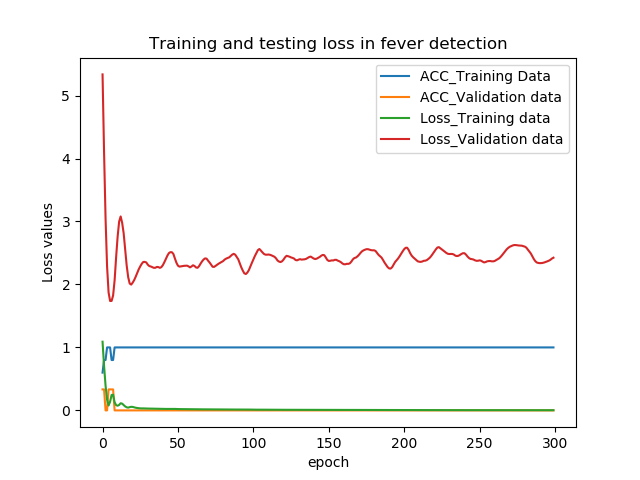 Training and testing loss in fever detection
ACC_Training Data
ACC_Validation data
Loss_Training data
Loss_Validation data
Loss values
5
4
3
2
1
0
0 50 100 150 200 250 300
epoch